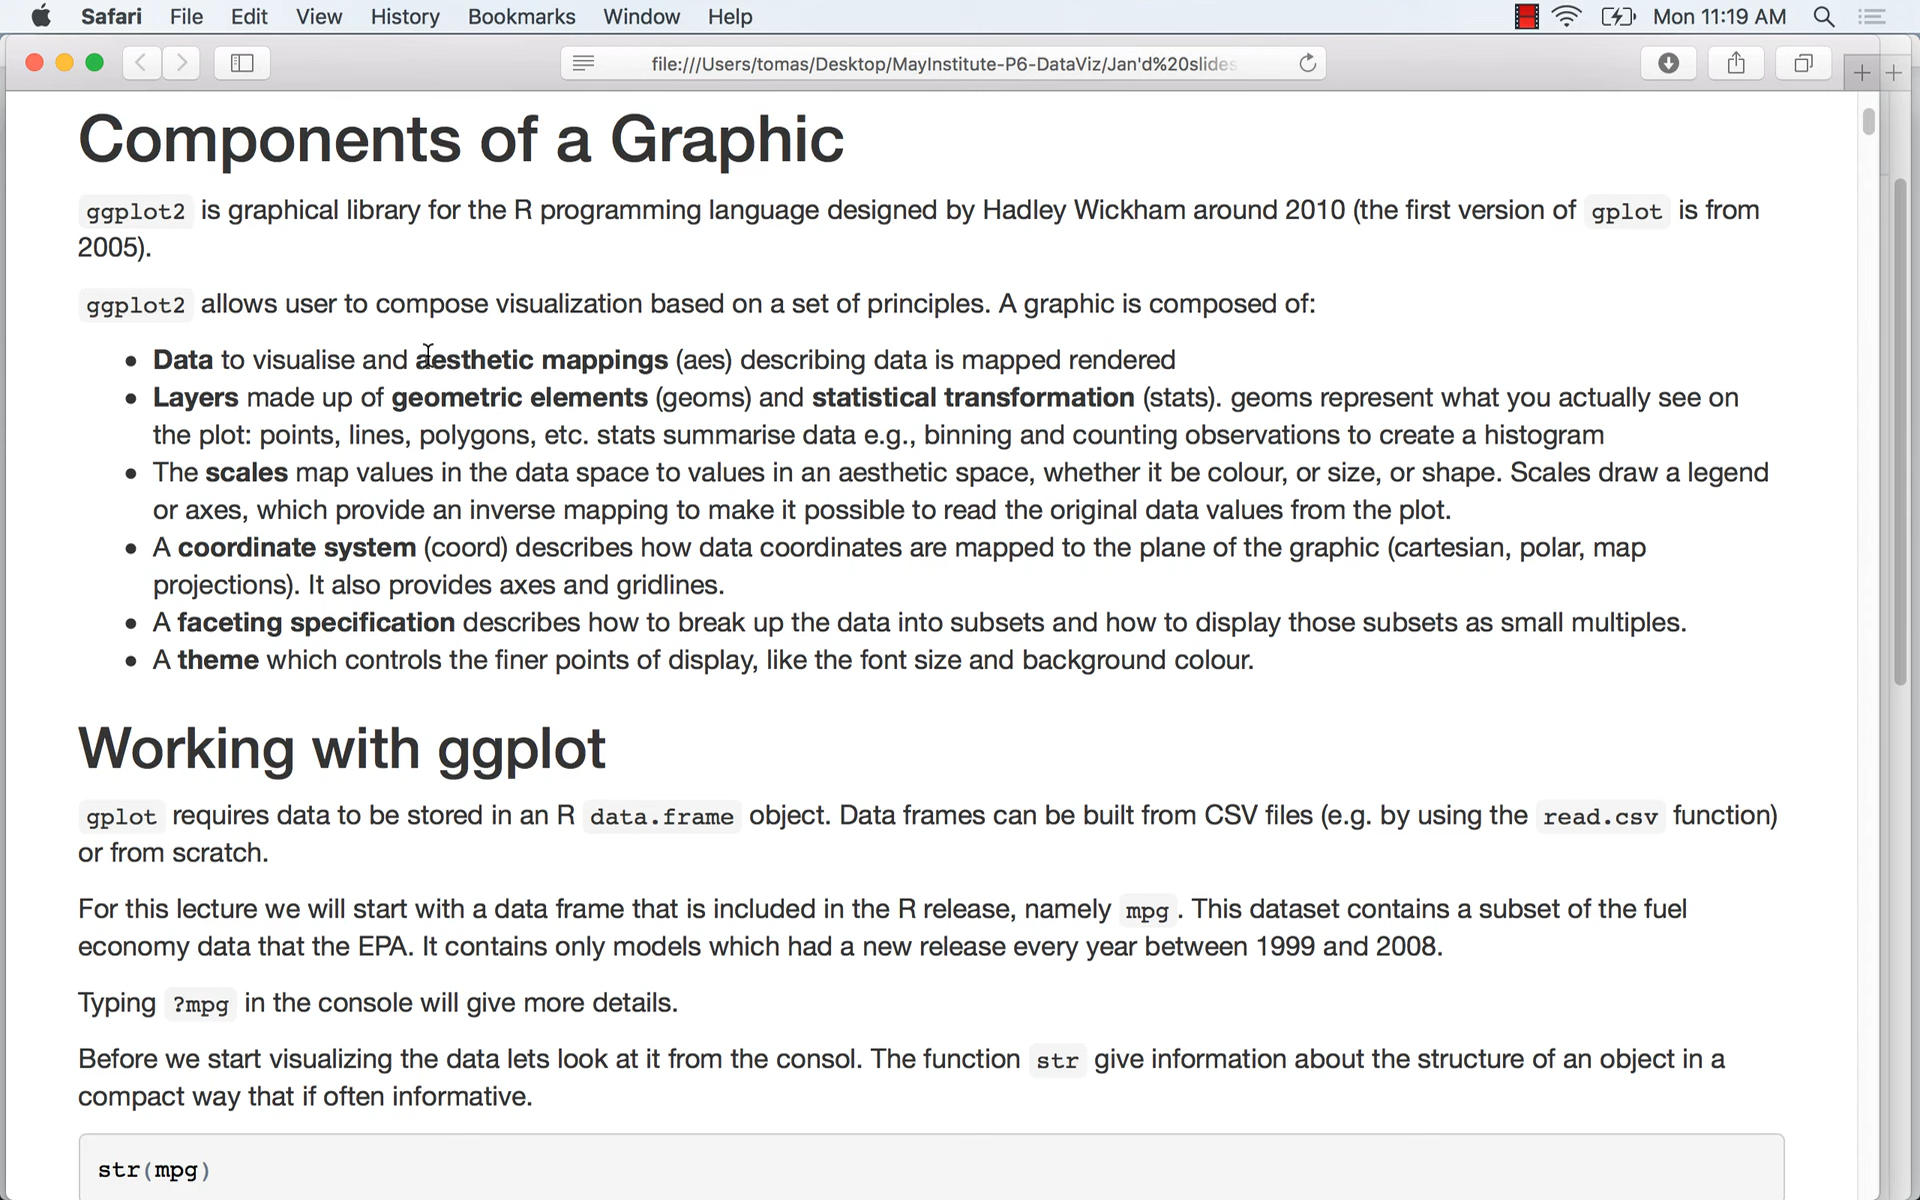 Safari File Edit View History Bookmarks Window Help Mon 11:19 AM
file:///Users/tomas/Desktop/MayInstitute-P6-DataViz/Jan'd%20slides
Components of a Graphic
ggplot2 is graphical library for the R programming language designed by Hadley Wickham around 2010 (the first version of gplot is from
2005).
ggplot2 allows user to compose visualization based on a set of principles. A graphic is composed of:
• Data to visualise and aesthetic mappings (aes) describing data is mapped rendered
• Layers made up of geometric elements (geoms) and statistical transformation (stats). geoms represent what you actually see on
the plot: points, lines, polygons, etc. stats summarise data e.g., binning and counting observations to create a histogram
• The scales map values in the data space to values in an aesthetic space, whether it be colour, or size, or shape. Scales draw a legend
or axes, which provide an inverse mapping to make it possible to read the original data values from the plot.
• A coordinate system (coord) describes how data coordinates are mapped to the plane of the graphic (cartesian, polar, map
projections). It also provides axes and gridlines.
• A faceting specification describes how to break up the data into subsets and how to display those subsets as small multiples.
• A theme which controls the finer points of display, like the font size and background colour.
Working with ggplot
gplot requires data to be stored in an R data.frame object. Data frames can be built from CSV files (e.g. by using the read.csv function)
or from scratch.
For this lecture we will start with a data frame that is included in the R release, namely mpg . This dataset contains a subset of the fuel
economy data that the EPA. It contains only models which had a new release every year between 1999 and 2008.
Typing ?mpg in the console will give more details.
Before we start visualizing the data lets look at it from the consol. The function str give information about the structure of an object in a
compact way that if often informative.
str(mpg)